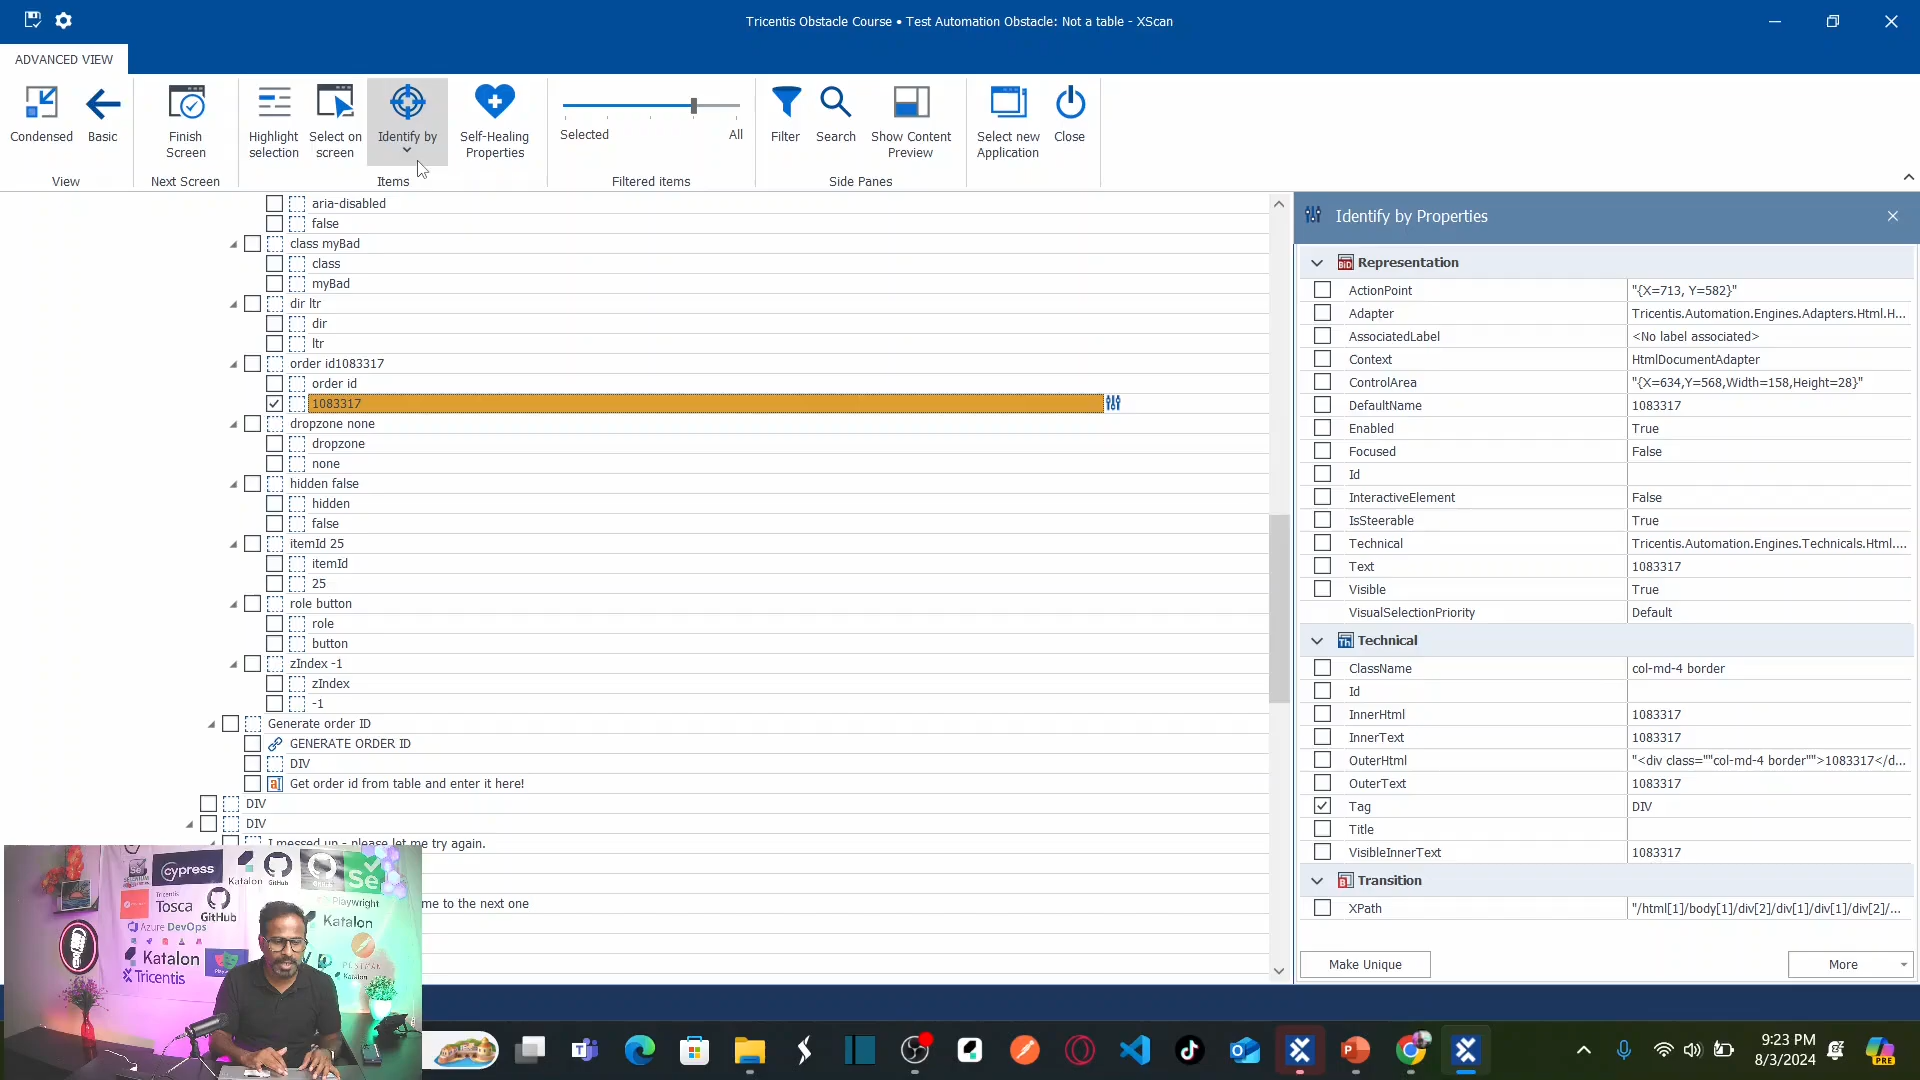 Tricentis Obstacle Course • Test Automation Obstacle: Not a table - XScan
ADVANCED VIEW
Condensed
Basic
Finish Screen
Highlight selection
Select on screen
Identify by
Self-Healing Properties
Selected
All
Filter
Search
Show Content Preview
Select new Application
Close
View
Next Screen
Items
Filtered items
Side Panes
aria-disabled
false
class myBad
class
myBad
dir ltr
dir
ltr
order id1083317
order id
1083317
dropzone none
dropzone
none
hidden false
hidden
false
itemId 25
itemId
25
role button
role
button
zIndex -1
zIndex
-1
Generate order ID
GENERATE ORDER ID
DIV
Get order id from table and enter it here!
DIV
DIV
I messed up - please let me try again.
me to the next one
Identify by Properties
Representation
ActionPoint "{X=713, Y=582}"
Adapter Tricentis.Automation.Engines.Adapters.Html.H...
AssociatedLabel <No label associated>
Context HtmlDocumentAdapter
ControlArea "{X=634,Y=568,Width=158,Height=28}"
DefaultName 1083317
Enabled True
Focused False
Id
InteractiveElement False
IsSteerable True
Technical Tricentis.Automation.Engines.Technicals.Html....
Text 1083317
Visible True
VisualSelectionPriority Default
Technical
ClassName col-md-4 border
Id
InnerHtml 1083317
InnerText 1083317
OuterHtml "<div class=""col-md-4 border"">1083317</d...
OuterText 1083317
Tag DIV
Title
VisibleInnerText 1083317
Transition
XPath "/html[1]/body[1]/div[2]/div[1]/div[1]/div[2]/...
Make Unique
More
cypress
Katalon
GitHub
Se
Playwright
Tricentis
Tosca
GitHub
Azure DevOps
Katalon
Katalon
Tricentis
POSTMAN
Katalon
9:23 PM
8/3/2024
PRE